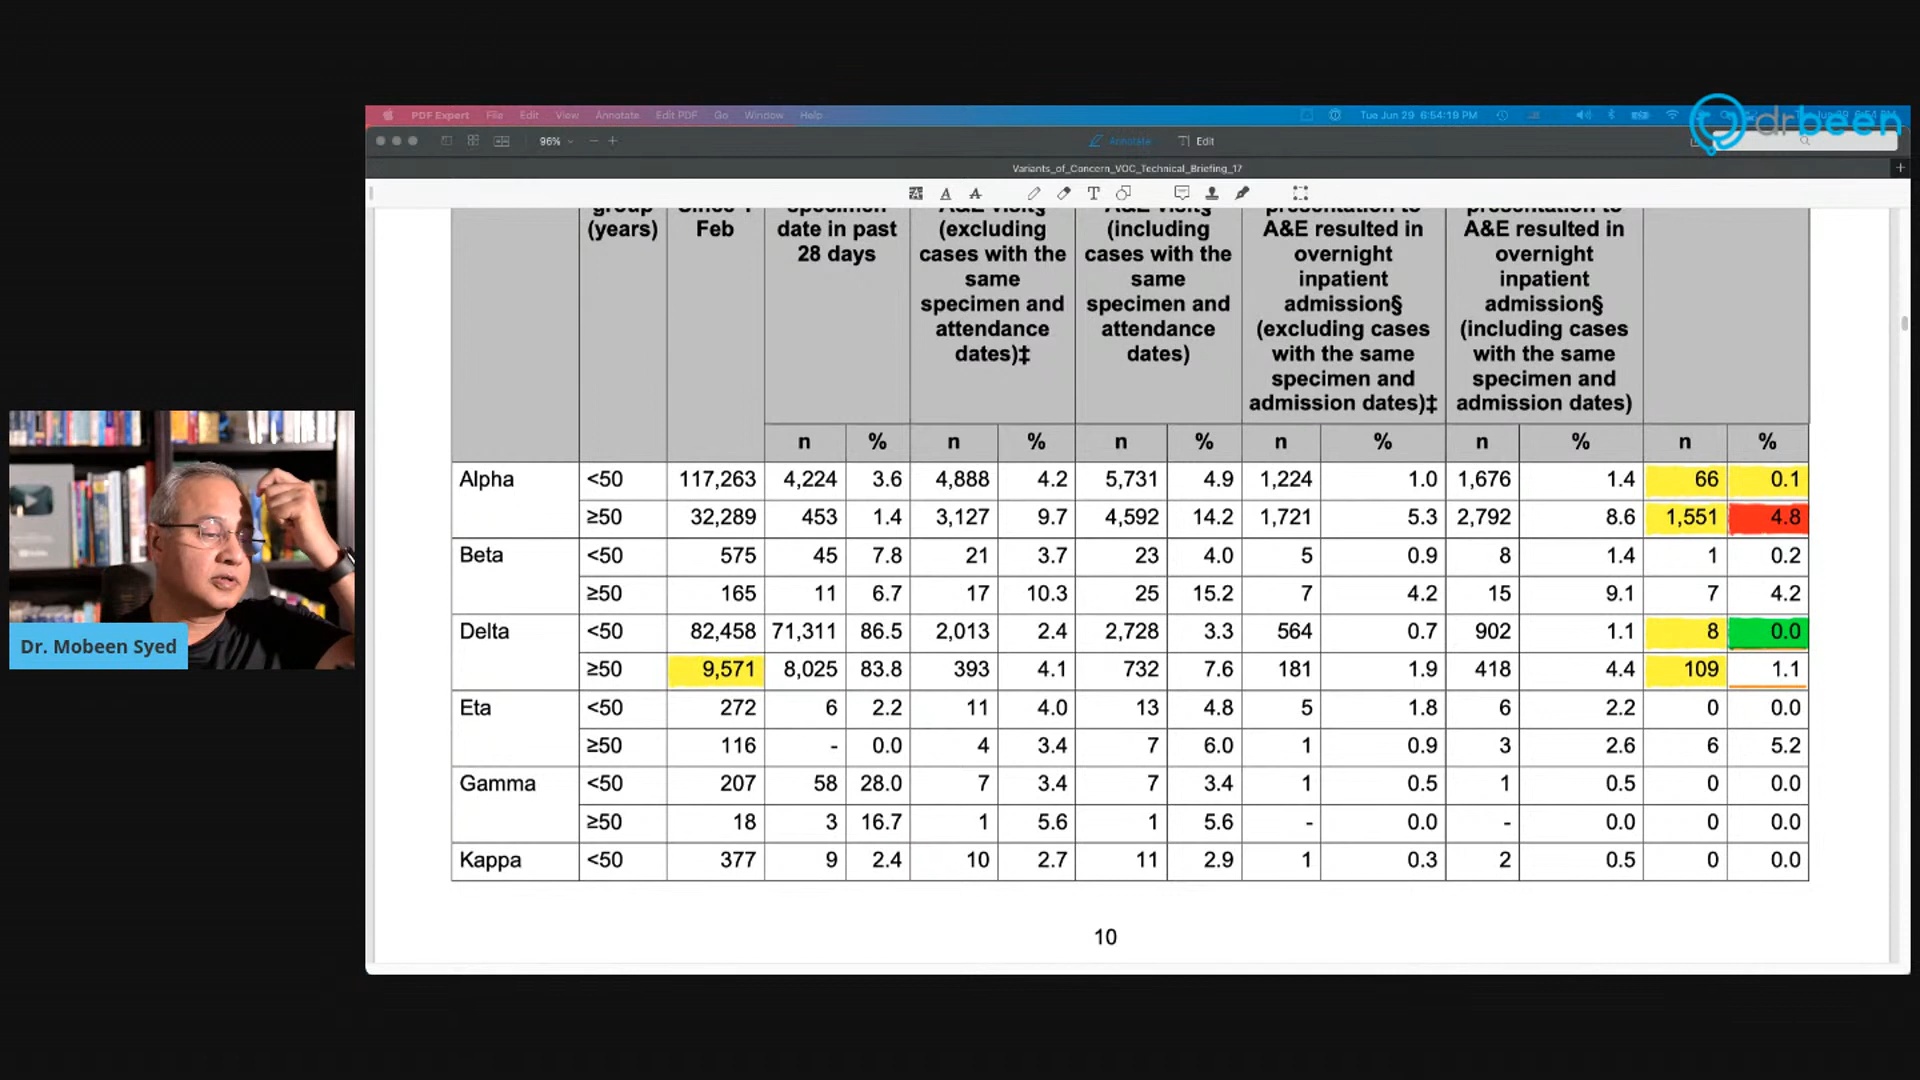 PDF Expert File Edit View Annotate Edit PDF Go Window Help Tue Jun 29 6:54:19 PM
drbeen
96% Annotate Edit
Variants_of_Concern_VOC_Technical_Briefing_17
group (years)
Since 1 Feb
specimen date in past 28 days
A&E visit§ (excluding cases with the same specimen and attendance dates)‡
A&E visit§ (including cases with the same specimen and attendance dates)
presentation to A&E resulted in overnight inpatient admission§ (excluding cases with the same specimen and admission dates)‡
presentation to A&E resulted in overnight inpatient admission§ (including cases with the same specimen and admission dates)
n % n % n % n % n % n %
Alpha <50 117,263 4,224 3.6 4,888 4.2 5,731 4.9 1,224 1.0 1,676 1.4 66 0.1
≥50 32,289 453 1.4 3,127 9.7 4,592 14.2 1,721 5.3 2,792 8.6 1,551 4.8
Beta <50 575 45 7.8 21 3.7 23 4.0 5 0.9 8 1.4 1 0.2
≥50 165 11 6.7 17 10.3 25 15.2 7 4.2 15 9.1 7 4.2
Delta <50 82,458 71,311 86.5 2,013 2.4 2,728 3.3 564 0.7 902 1.1 8 0.0
≥50 9,571 8,025 83.8 393 4.1 732 7.6 181 1.9 418 4.4 109 1.1
Eta <50 272 6 2.2 11 4.0 13 4.8 5 1.8 6 2.2 0 0.0
≥50 116 - 0.0 4 3.4 7 6.0 1 0.9 3 2.6 6 5.2
Gamma <50 207 58 28.0 7 3.4 7 3.4 1 0.5 1 0.5 0 0.0
≥50 18 3 16.7 1 5.6 1 5.6 - 0.0 - 0.0 0 0.0
Kappa <50 377 9 2.4 10 2.7 11 2.9 1 0.3 2 0.5 0 0.0
10
Dr. Mobeen Syed